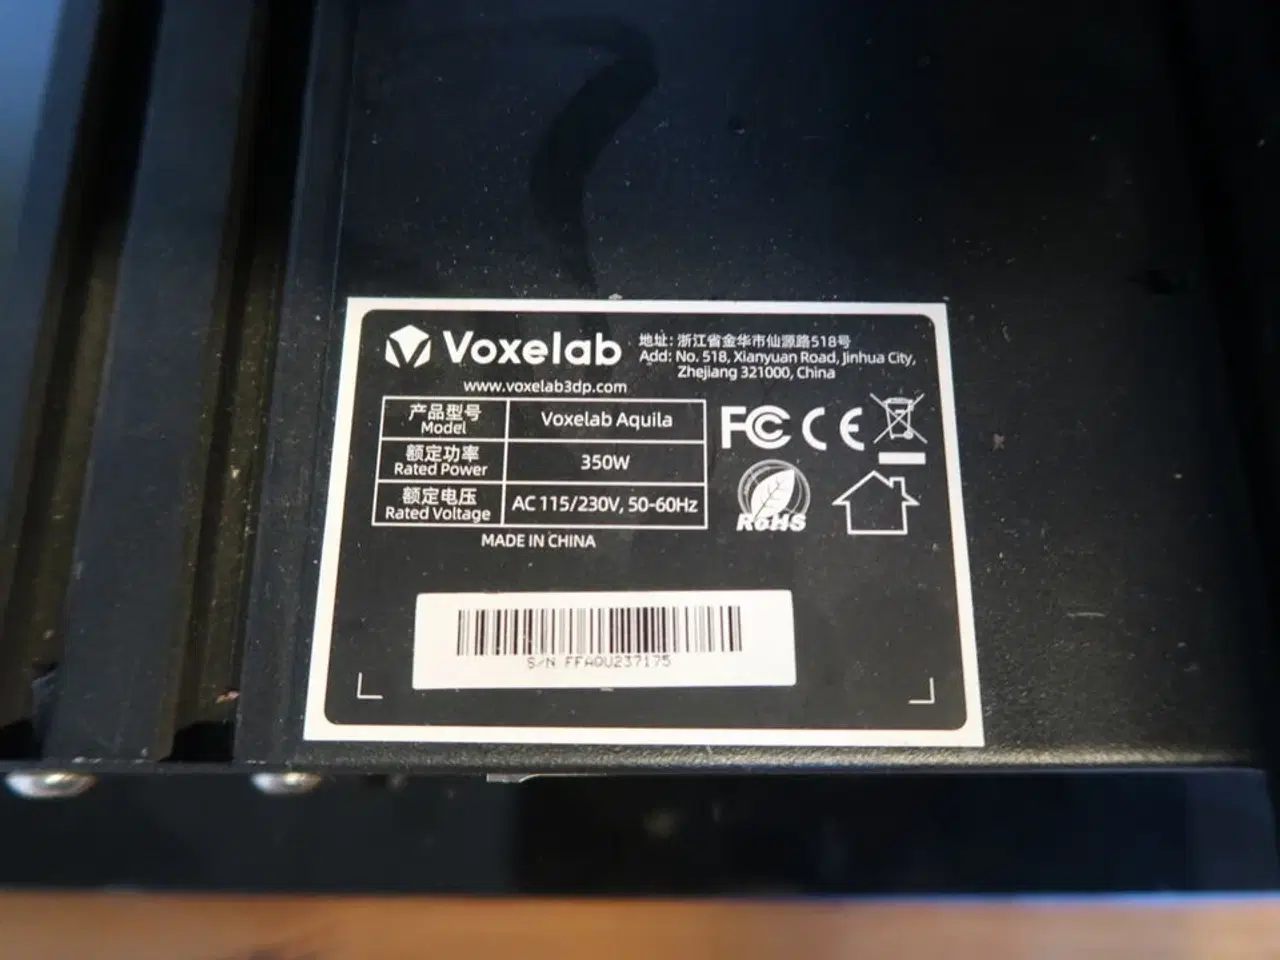 Voxelab
www.voxelab3dp.com
地址: 浙江省金华市仙源路518号
Add: No. 518, Xianyuan Road, Jinhua City,
Zhejiang 321000, China
产品型号
Model
Voxelab Aquila
额定功率
Rated Power
350W
额定电压
Rated Voltage
AC 115/230V, 50-60Hz
MADE IN CHINA
FC CE
RoHS
S/N FFAQU237175